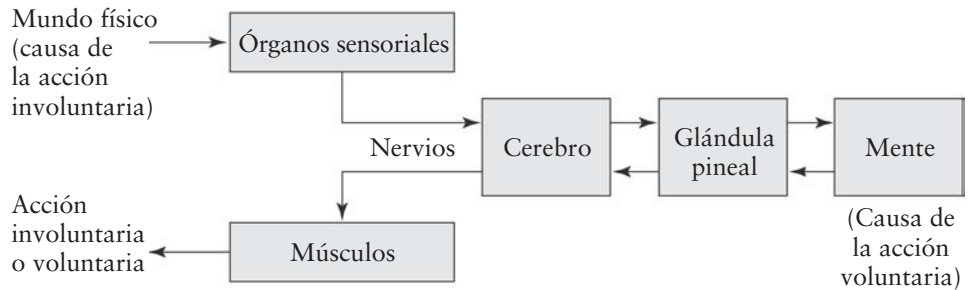 Mundo físico
(causa de
la acción
involuntaria)
Órganos sensoriales
Nervios
Cerebro
Glándula
pineal
Mente
(Causa de
la acción
voluntaria)
Músculos
Acción
involuntaria
o voluntaria